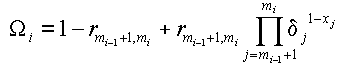 Ω_i = 1 − r_{m_{i−1}+1, m_i} + r_{m_{i−1}+1, m_i} ∏_{j=m_{i−1}+1}^{m_i} δ_j^{1−x_j}